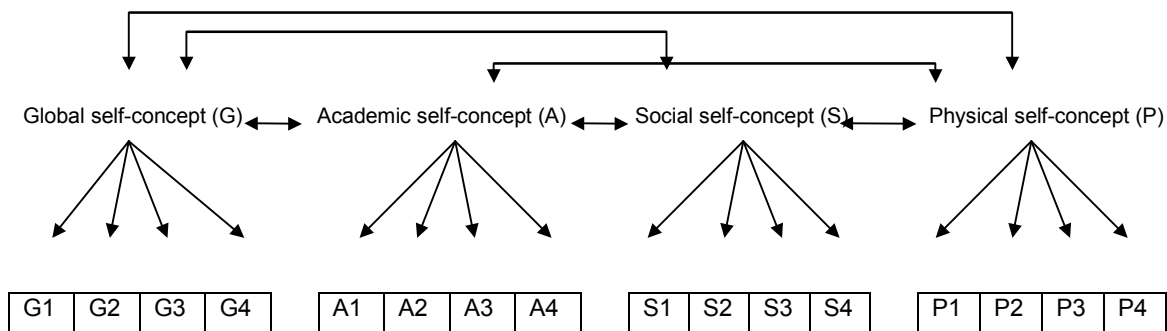 Global self-concept (G) Academic self-concept (A) Social self-concept (S) Physical self-concept (P)
G1 G2 G3 G4 A1 A2 A3 A4 S1 S2 S3 S4 P1 P2 P3 P4